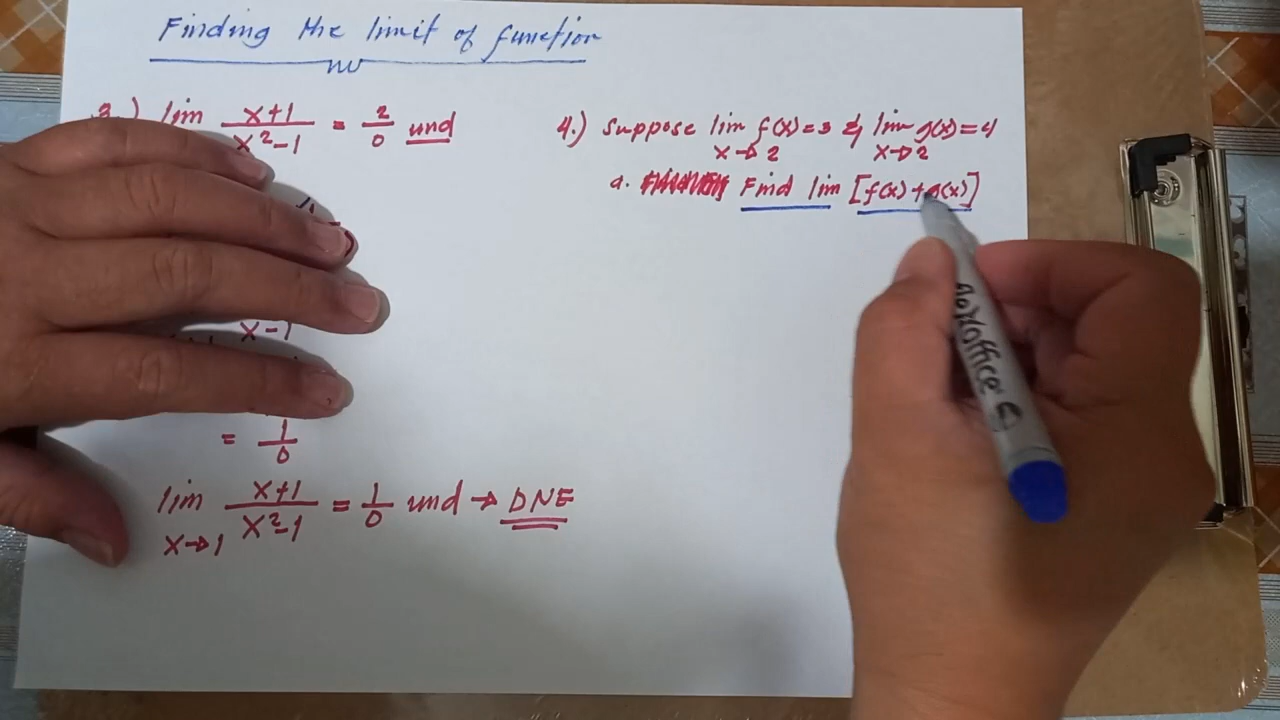 Finding the limit of function
3.) lim x+1 / x²-1 = 2/0 und
x-1
= 1/0
lim x→1 x+1 / x²-1 = 1/0 und → DNE
4.) Suppose lim x→2 f(x)=3 & lim x→2 g(x)=4
a. Find lim [f(x)+g(x)]